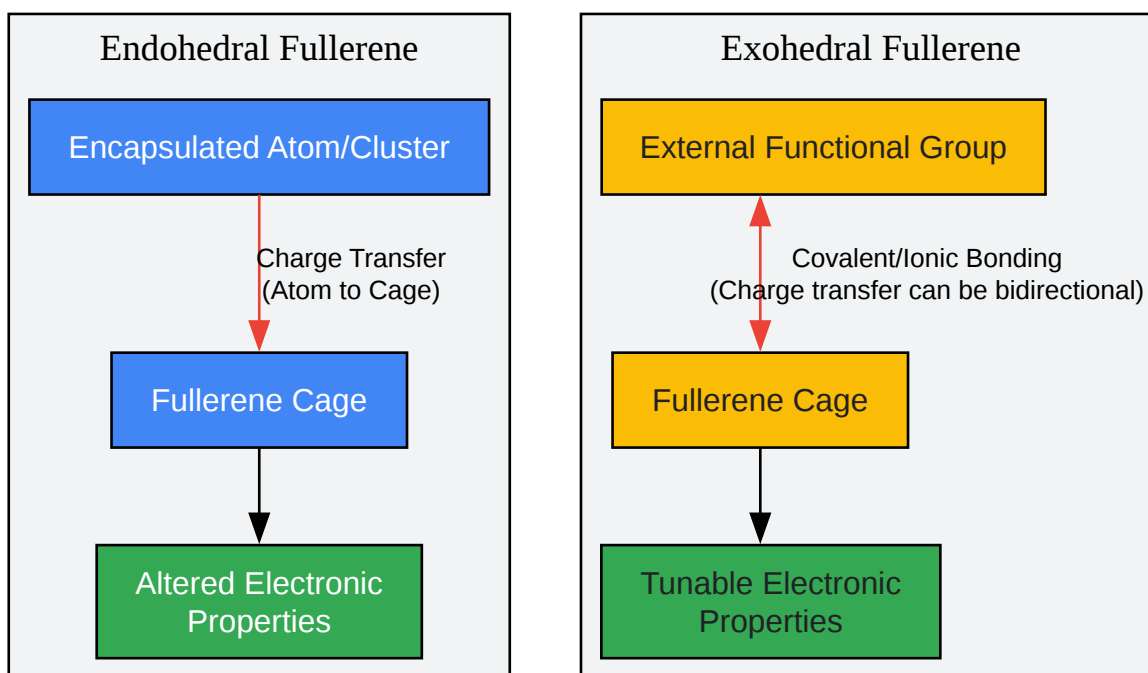 Endohedral Fullerene
Encapsulated Atom/Cluster
Charge Transfer
(Atom to Cage)
Fullerene Cage
Altered Electronic
Properties
Exohedral Fullerene
External Functional Group
Covalent/Ionic Bonding
(Charge transfer can be bidirectional)
Fullerene Cage
Tunable Electronic
Properties